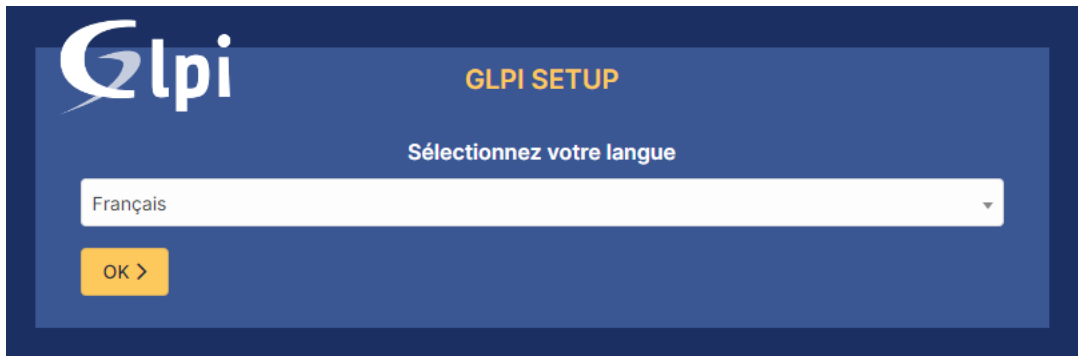 Glpi
GLPI SETUP
Sélectionnez votre langue
Français
OK